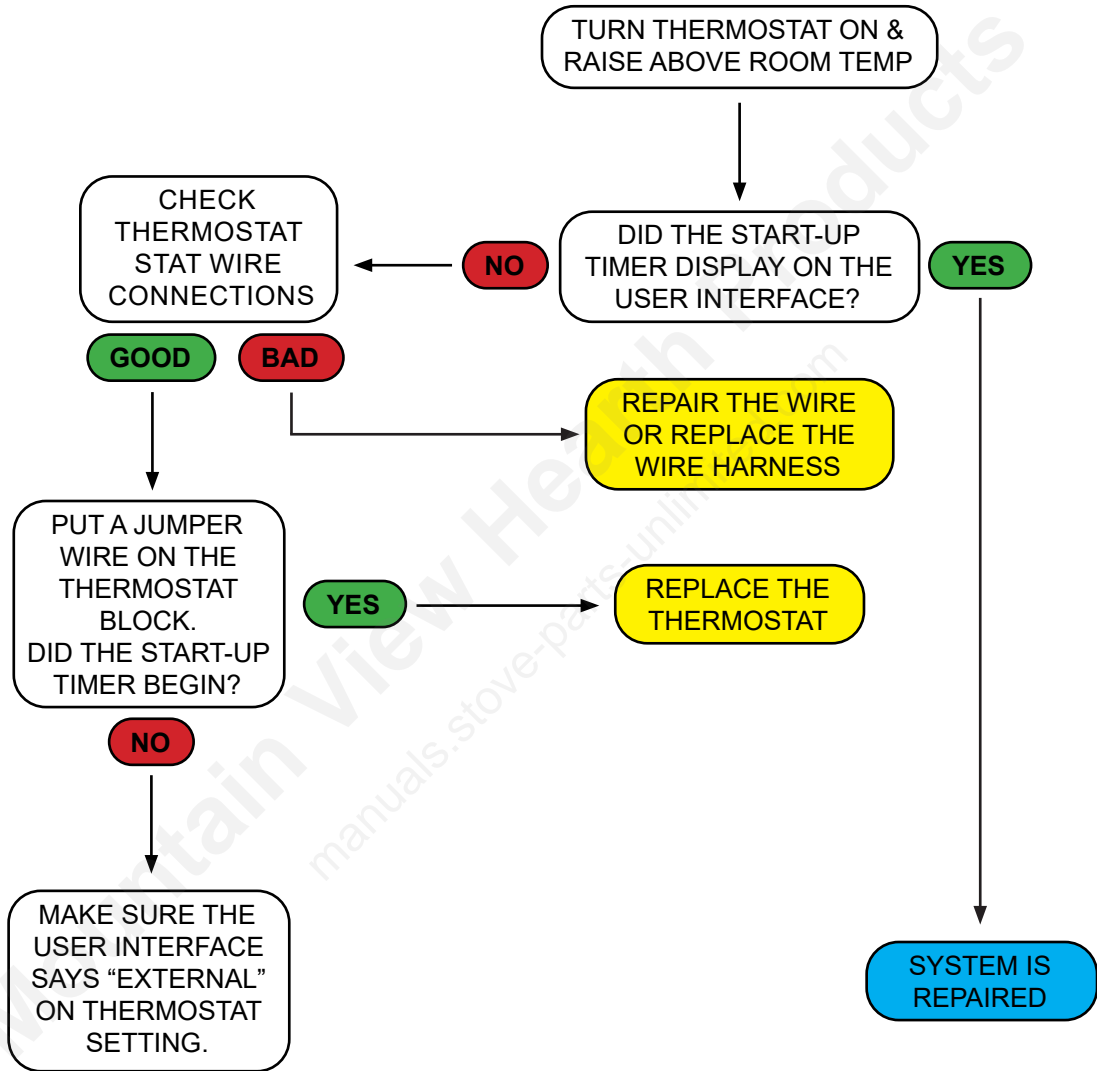 TURN THERMOSTAT ON &
RAISE ABOVE ROOM TEMP
DID THE START-UP
TIMER DISPLAY ON THE
USER INTERFACE?
NO
YES
CHECK
THERMOSTAT
STAT WIRE
CONNECTIONS
GOOD
BAD
REPAIR THE WIRE
OR REPLACE THE
WIRE HARNESS
PUT A JUMPER
WIRE ON THE
THERMOSTAT
BLOCK.
DID THE START-UP
TIMER BEGIN?
YES
REPLACE THE
THERMOSTAT
NO
MAKE SURE THE
USER INTERFACE
SAYS “EXTERNAL”
ON THERMOSTAT
SETTING.
SYSTEM IS
REPAIRED
Mountain View Hearth Products
manuals.stove-parts-unlimited.com